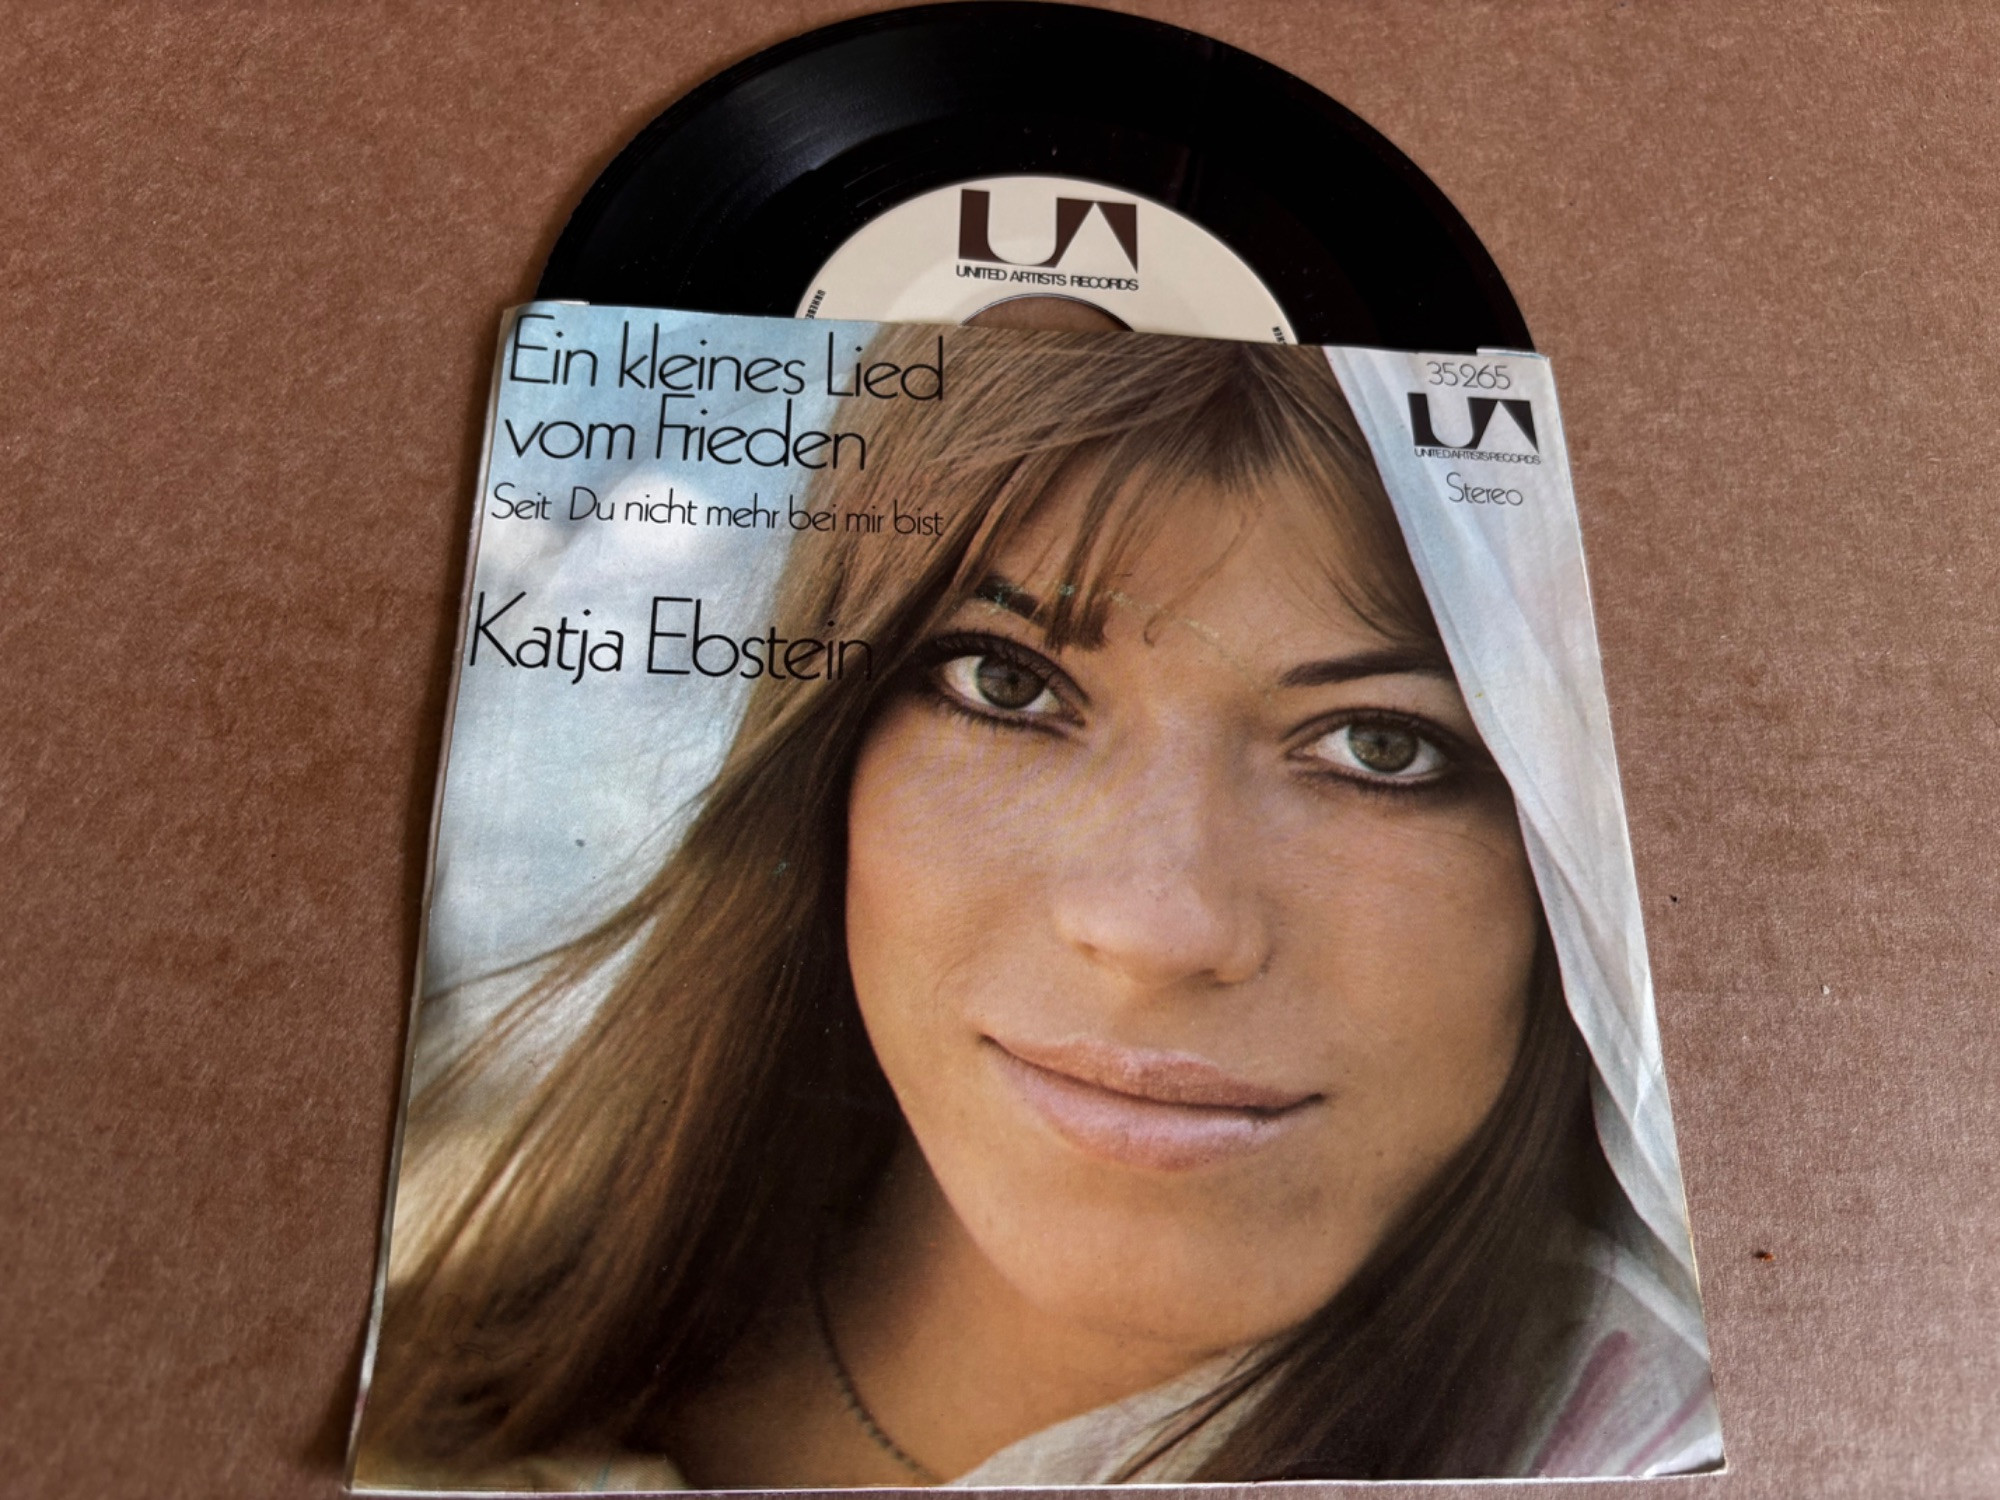 UA
UNITED ARTISTS RECORDS
Ein kleines Lied
vom Frieden
Seit Du nicht mehr bei mir bist
Katja Ebstein
35265
UA
UNITED ARTISTS RECORDS
Stereo